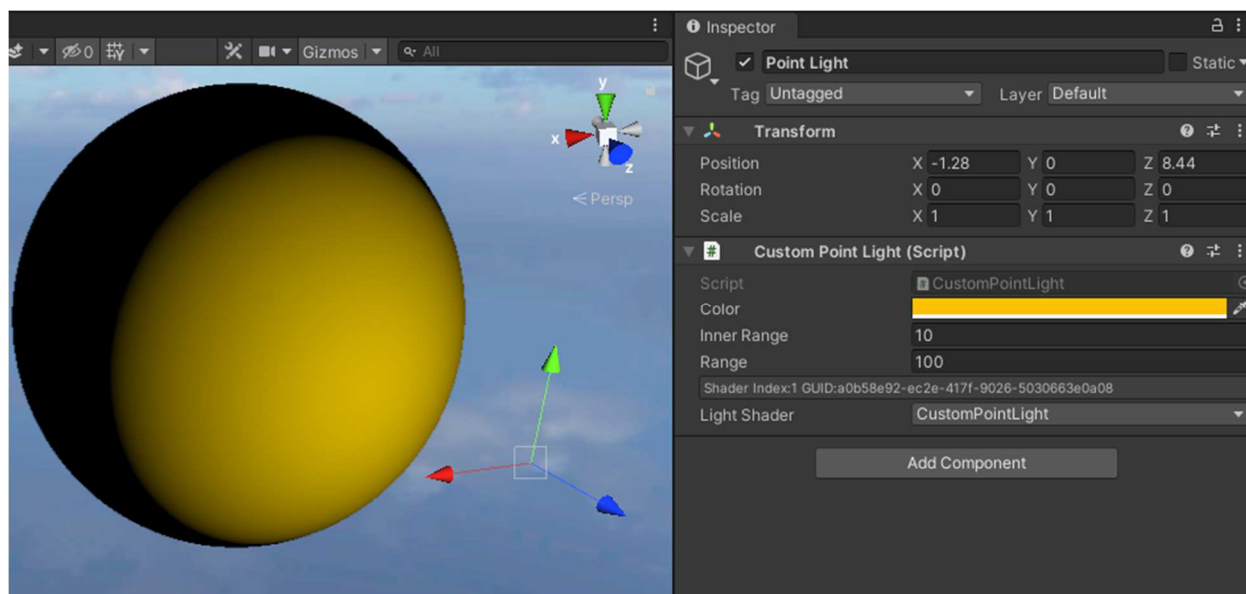 Inspector
0
Gizmos
All
Point Light
Static
Tag Untagged
Layer Default
y
x
z
Persp
Transform
Position X -1.28 Y 0 Z 8.44
Rotation X 0 Y 0 Z 0
Scale X 1 Y 1 Z 1
# Custom Point Light (Script)
Script # CustomPointLight
Color
Inner Range 10
Range 100
Shader Index:1 GUID:a0b58e92-ec2e-417f-9026-5030663e0a08
Light Shader CustomPointLight
Add Component